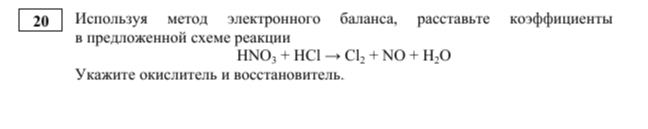 20
Используя метод электронного баланса, расставьте коэффициенты
в предложенной схеме реакции
HNO₃ + HCl → Cl₂ + NO + H₂O
Укажите окислитель и восстановитель.